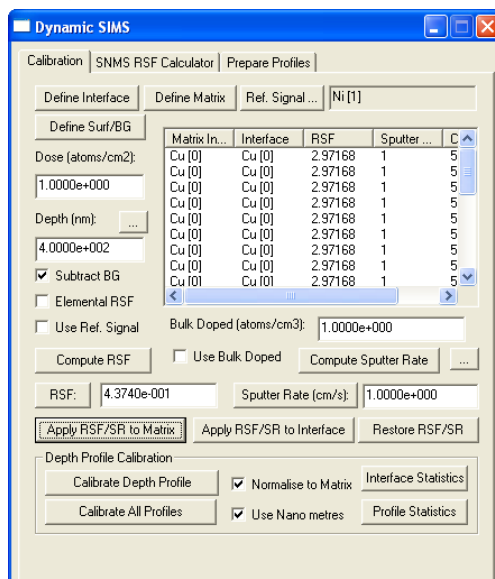 Dynamic SIMS
Calibration SNMS RSF Calculator Prepare Profiles
Define Interface Define Matrix Ref. Signal ... Ni [1]
Define Surf/BG
Matrix In... Interface RSF Sputter ... C
Cu [0] Cu [0] 2.97168 1 5
Cu [0] Cu [0] 2.97168 1 5
Cu [0] Cu [0] 2.97168 1 5
Cu [0] Cu [0] 2.97168 1 5
Cu [0] Cu [0] 2.97168 1 5
Cu [0] Cu [0] 2.97168 1 5
Cu [0] Cu [0] 2.97168 1 5
Cu [0] Cu [0] 2.97168 1 5
Cu [0] Cu [0] 2.97168 1 5
Dose (atoms/cm2):
1.0000e+000
Depth (nm): ...
4.0000e+002
Subtract BG
Elemental RSF
Use Ref. Signal
Bulk Doped (atoms/cm3): 1.0000e+000
Compute RSF Use Bulk Doped Compute Sputter Rate ...
RSF: 4.3740e-001 Sputter Rate (cm/s): 1.0000e+000
Apply RSF/SR to Matrix Apply RSF/SR to Interface Restore RSF/SR
Depth Profile Calibration
Calibrate Depth Profile Normalise to Matrix Interface Statistics
Calibrate All Profiles Use Nano metres Profile Statistics